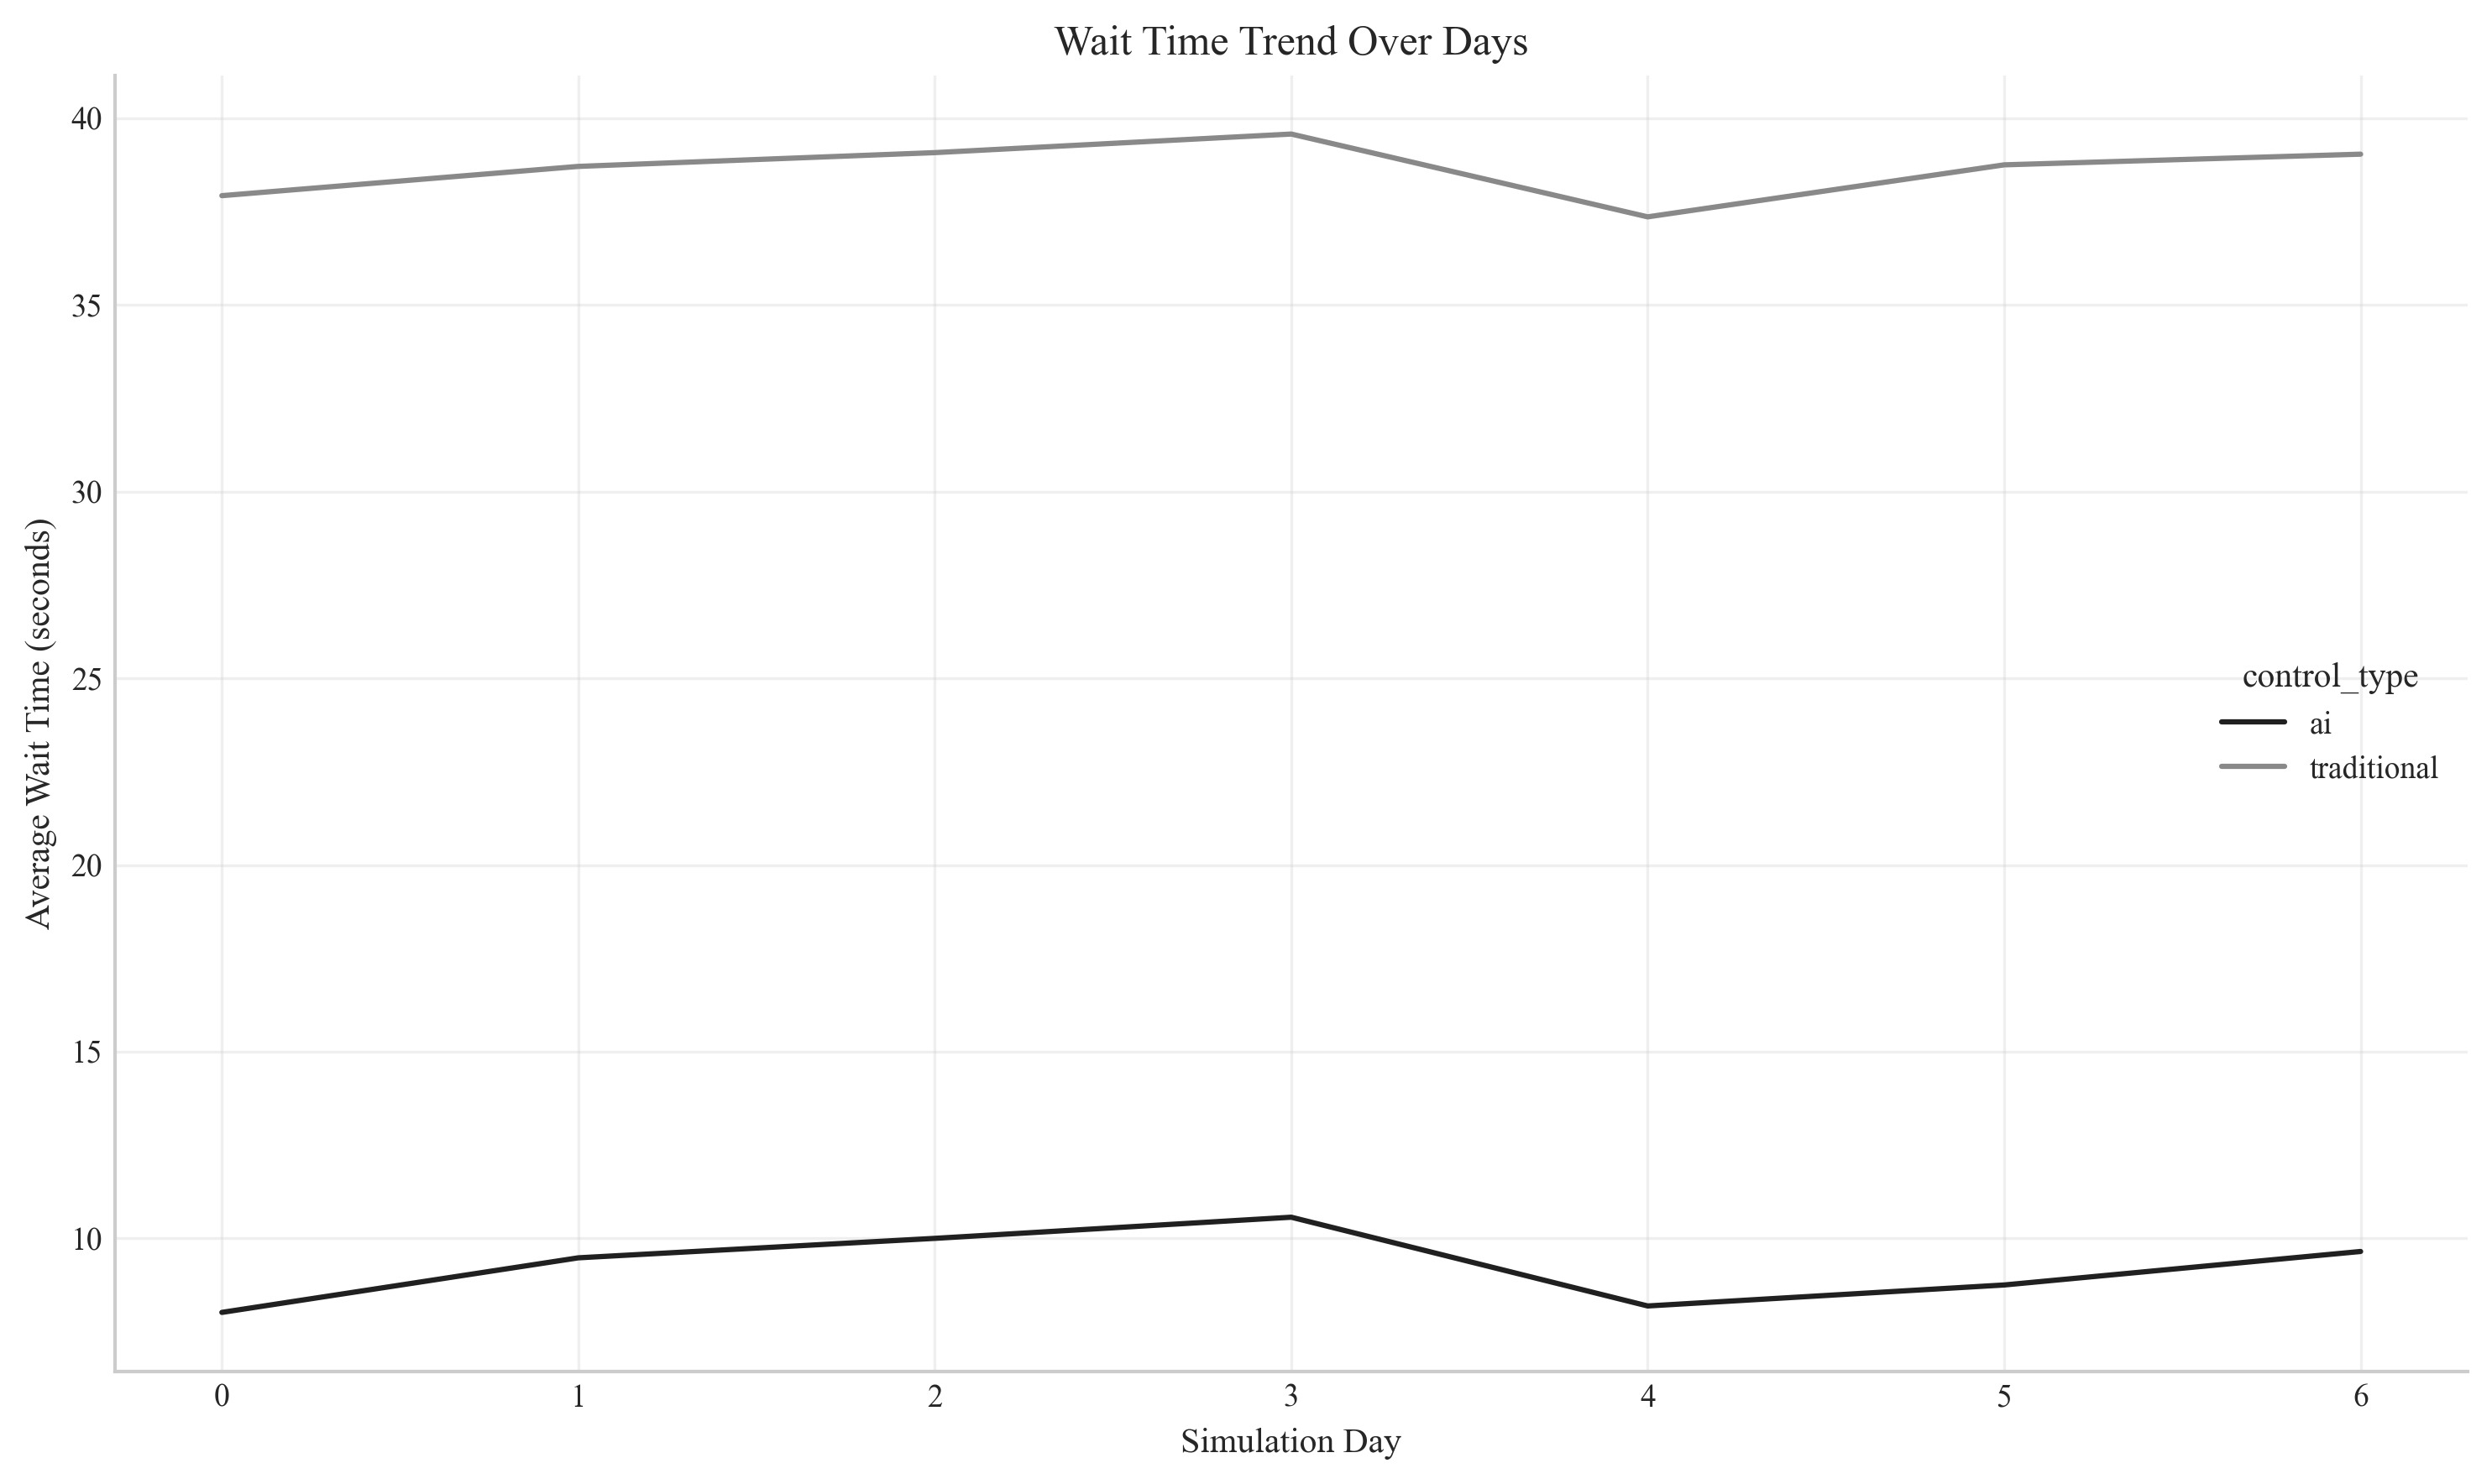 Wait Time Trend Over Days
Average Wait Time (seconds)
40
35
30
25
20
15
10
control_type
ai
traditional
0 1 2 3 4 5 6
Simulation Day